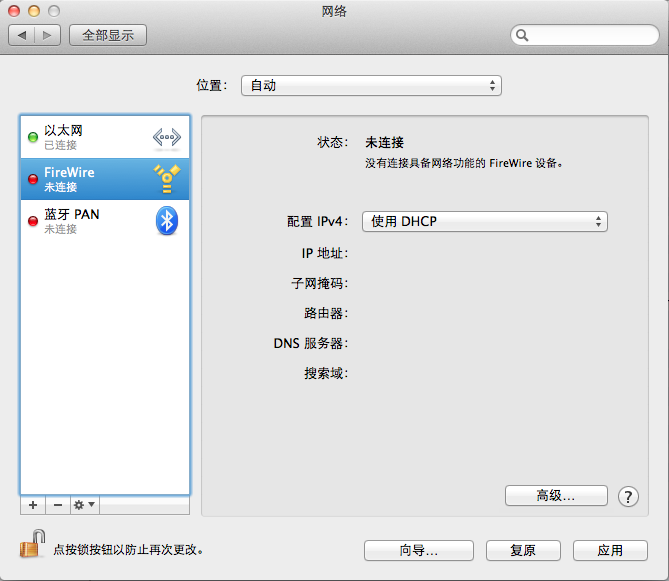 网络
全部显示
位置： 自动
以太网
已连接
FireWire
未连接
蓝牙 PAN
未连接
状态： 未连接
没有连接具备网络功能的 FireWire 设备。
配置 IPv4： 使用 DHCP
IP 地址：
子网掩码：
路由器：
DNS 服务器：
搜索域：
高级... ?
点按锁按钮以防止再次更改。
向导... 复原 应用